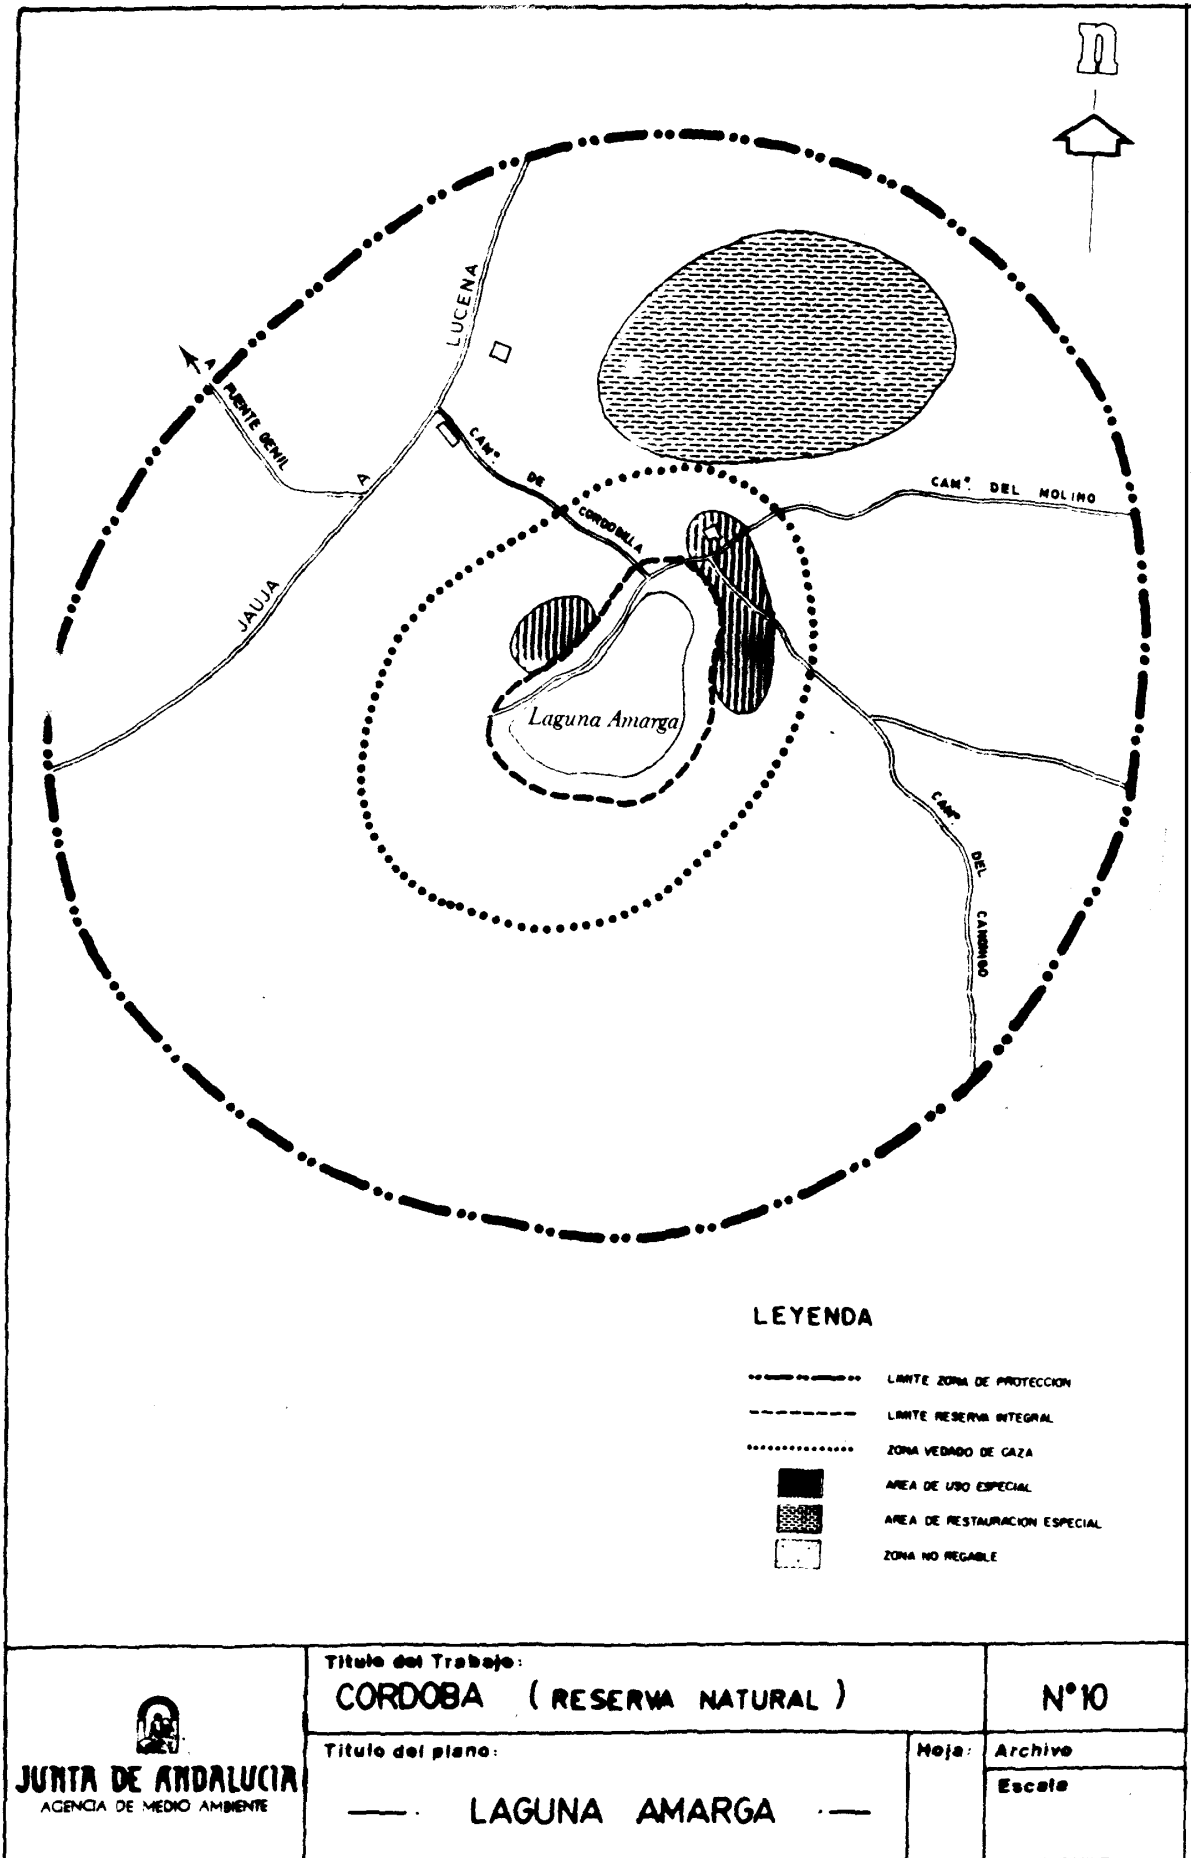 n
LUCENA
A PUENTE GENIL
A
JAUJA
CAMº. DE CORDOBILLA
CAMº. DEL MOLINO
Laguna Amarga
CAMº. DEL CANONIGO
LEYENDA
LIMITE ZONA DE PROTECCION
LIMITE RESERVA INTEGRAL
ZONA VEDADO DE CAZA
AREA DE USO ESPECIAL
AREA DE RESTAURACION ESPECIAL
ZONA NO REGABLE
JUNTA DE ANDALUCIA
AGENCIA DE MEDIO AMBIENTE
Titulo del Trabajo:
CORDOBA (RESERVA NATURAL)
Nº10
Titulo del plano:
LAGUNA AMARGA
Hoja:
Archivo
Escala